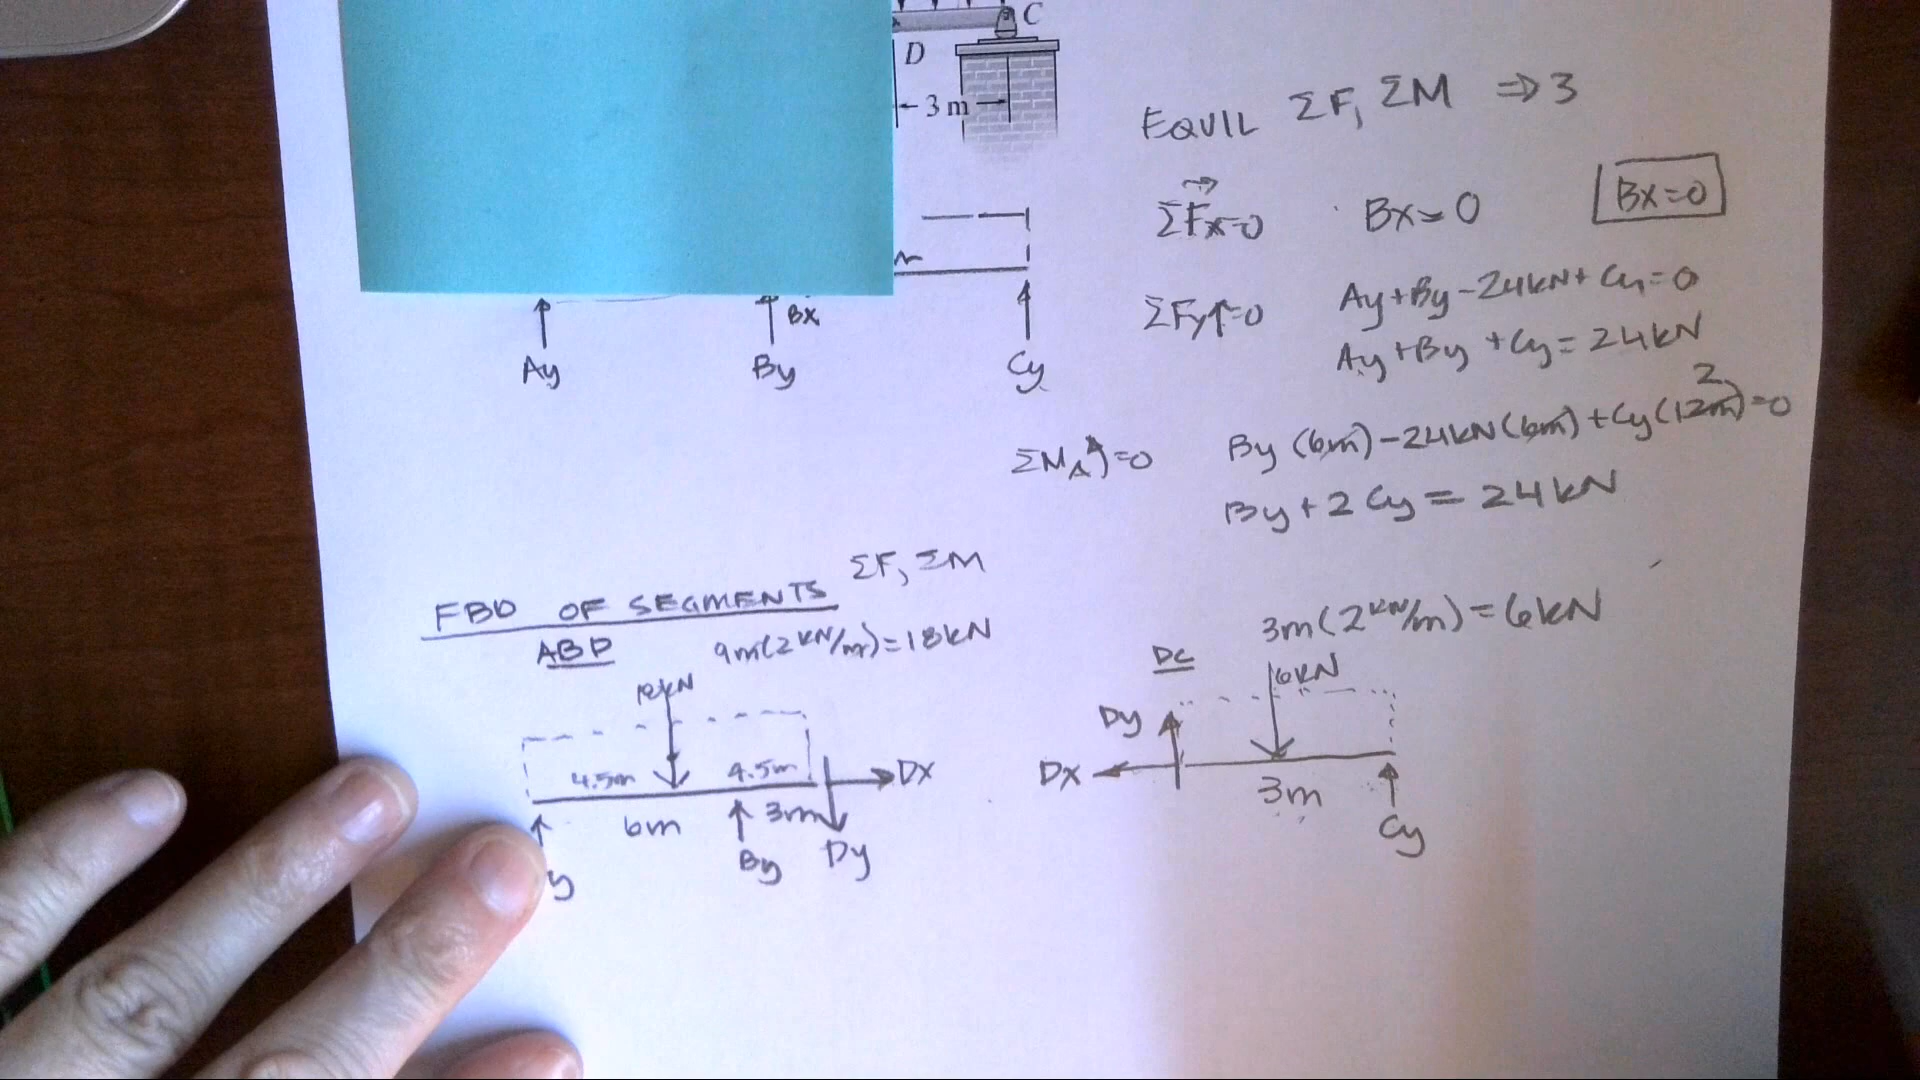 C
D
3 m
EQUIL ΣF, ΣM ⇒ 3
ΣFx=0 Bx=0 Bx=0
ΣFy↑=0 Ay+By-24kN+Cy=0
Ay+By+Cy=24kN
Bx
Ay By Cy
2
ΣMA=0 By(6m)-24kN(6m)+Cy(12m)=0
By+2Cy=24kN
FBD OF SEGMENTS ΣF, ΣM
ABD 9m(2kN/m)=18kN
18kN
4.5m 4.5m Dx
6m 3m
y By Dy
3m(2kN/m)=6kN
DC
6kN
Dy
Dx
3m
Cy